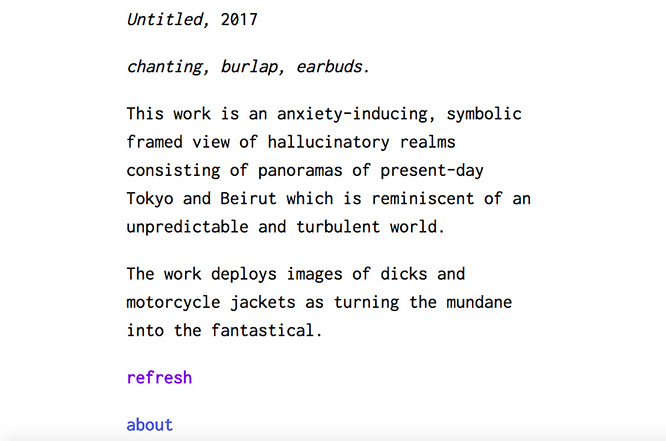 Untitled, 2017
chanting, burlap, earbuds.
This work is an anxiety-inducing, symbolic
framed view of hallucinatory realms
consisting of panoramas of present-day
Tokyo and Beirut which is reminiscent of an
unpredictable and turbulent world.
The work deploys images of dicks and
motorcycle jackets as turning the mundane
into the fantastical.
refresh
about